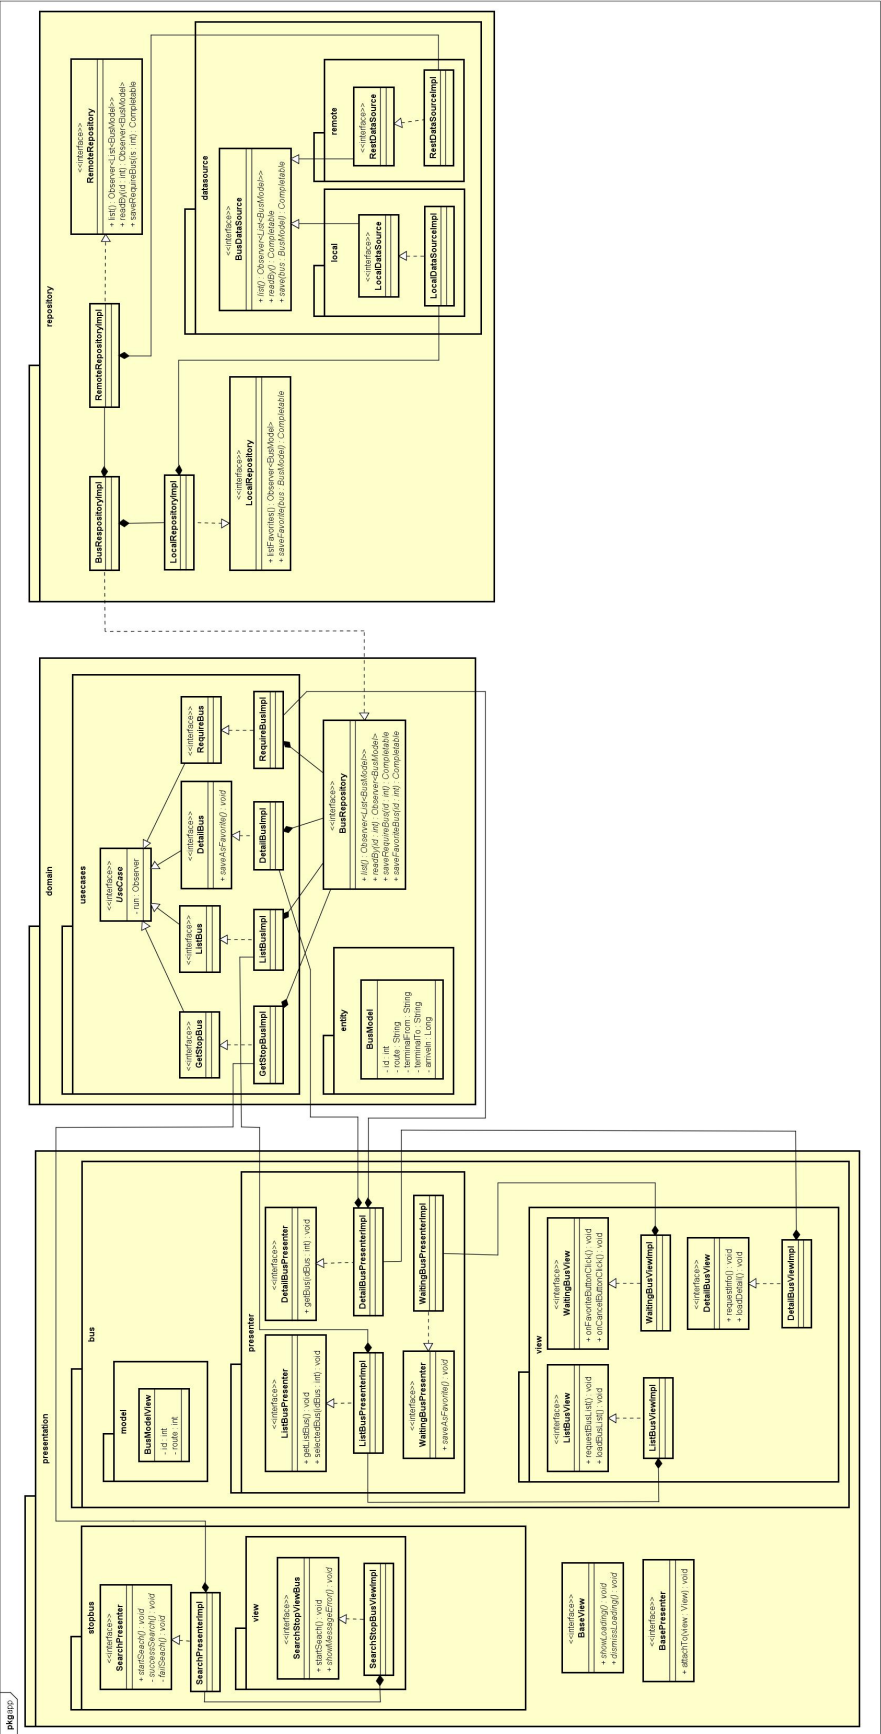 pkg app
presentation
stopbus
<<interface>>
SearchPresenter
+ startSeach() : void
- successSearch() : void
- failSeach() : void
SearchPresenterImpl
view
<<interface>>
SearchStopViewBus
+ startSeach() : void
+ showMessageError() : void
SearchStopBusViewImpl
<<interface>>
BaseView
+ showLoading() : void
+ dismissLoading() : void
<<interface>>
BasePresenter
+ attachTo(view : View) : void
bus
model
BusModelView
- id : int
- route : int
presenter
<<interface>>
ListBusPresenter
+ getListBus() : void
+ selectedBus(idBus : int) : void
ListBusPresenterImpl
<<interface>>
DetailBusPresenter
+ getBus(idBus : int) : void
DetailBusPresenterImpl
<<interface>>
WaitingBusPresenter
+ saveAsFavorite() : void
WaitingBusPresenterImpl
view
<<interface>>
ListBusView
+ requestBusList() : void
+ loadBusList() : void
ListBusViewImpl
<<interface>>
WaitingBusView
+ onFavoriteButtonClick() : void
+ onCancelButtonClick() : void
WaitingBusViewImpl
<<interface>>
DetailBusView
+ requestInfo() : void
+ loadDetail() : void
DetailBusViewImpl
domain
usecases
<<interface>>
UseCase
- run : Observer
<<interface>>
GetStopBus
<<interface>>
ListBus
<<interface>>
DetailBus
+ saveAsFavorite() : void
<<interface>>
RequireBus
GetStopBusImpl
ListBusImpl
DetailBusImpl
RequireBusImpl
entity
BusModel
- id : int
- route : String
- terminalFrom : String
- terminalTo : String
- arriveIn : Long
<<interface>>
BusRepository
+ list() : Observer<List<BusModel>>
+ readBy(id : int) : Observer<BusModel>
+ saveRequireBus(id : int) : Completable
+ saveFavoriteBus(id : int) : Completable
repository
<<interface>>
RemoteRepository
+ list() : Observer<List<BusModel>>
+ readBy(id : int) : Observer<BusModel>
+ saveRequireBus(is : int) : Completable
BusRespositoryImpl
RemoteRepositoryImpl
LocalRepositoryImpl
<<interface>>
LocalRepository
+ listFavorites() : Observer<BusModel>
+ saveFavorite(bus : BusModel) : Completable
datasource
<<interface>>
BusDataSource
+ list() : Observer<List<BusModel>>
+ readBy() : Completable
+ save(bus : BusModel) : Completable
local
<<interface>>
LocalDataSource
LocalDataSourceImpl
remote
<<interface>>
RestDataSource
RestDataSourceImpl